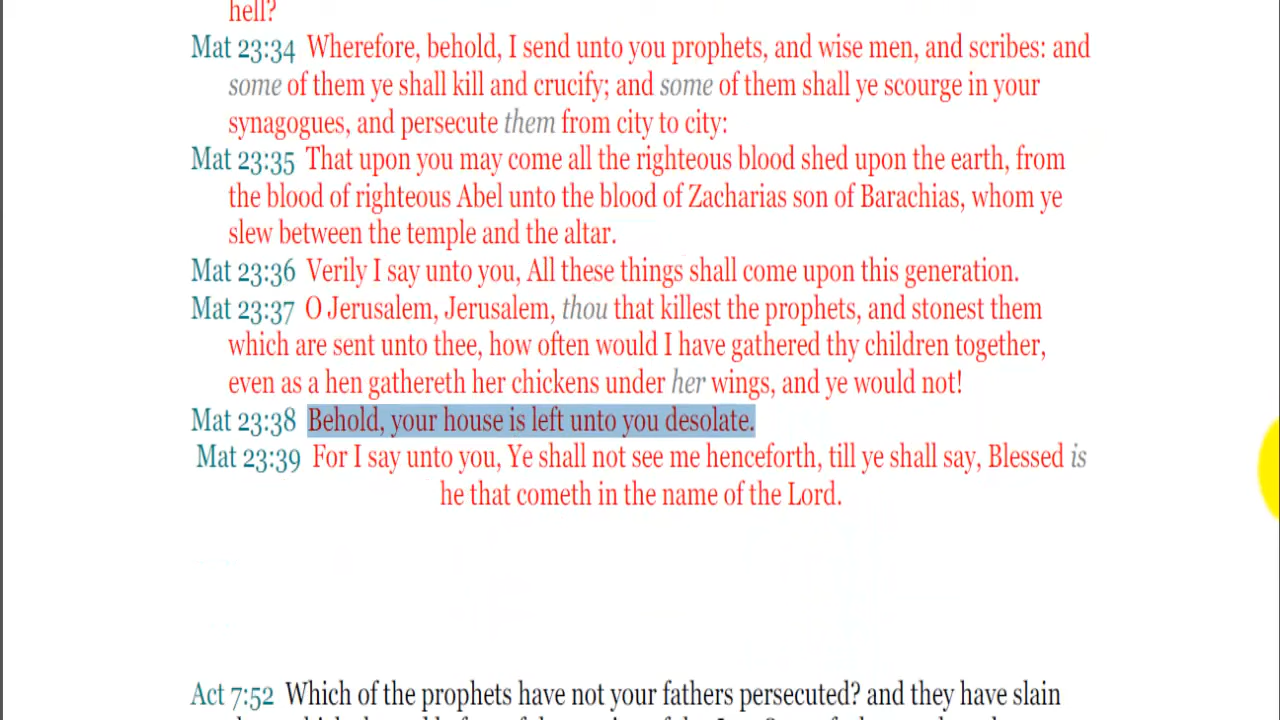 hell?
Mat 23:34 Wherefore, behold, I send unto you prophets, and wise men, and scribes: and
some of them ye shall kill and crucify; and some of them shall ye scourge in your
synagogues, and persecute them from city to city:
Mat 23:35 That upon you may come all the righteous blood shed upon the earth, from
the blood of righteous Abel unto the blood of Zacharias son of Barachias, whom ye
slew between the temple and the altar.
Mat 23:36 Verily I say unto you, All these things shall come upon this generation.
Mat 23:37 O Jerusalem, Jerusalem, thou that killest the prophets, and stonest them
which are sent unto thee, how often would I have gathered thy children together,
even as a hen gathereth her chickens under her wings, and ye would not!
Mat 23:38 Behold, your house is left unto you desolate.
Mat 23:39 For I say unto you, Ye shall not see me henceforth, till ye shall say, Blessed is
he that cometh in the name of the Lord.
Act 7:52 Which of the prophets have not your fathers persecuted? and they have slain